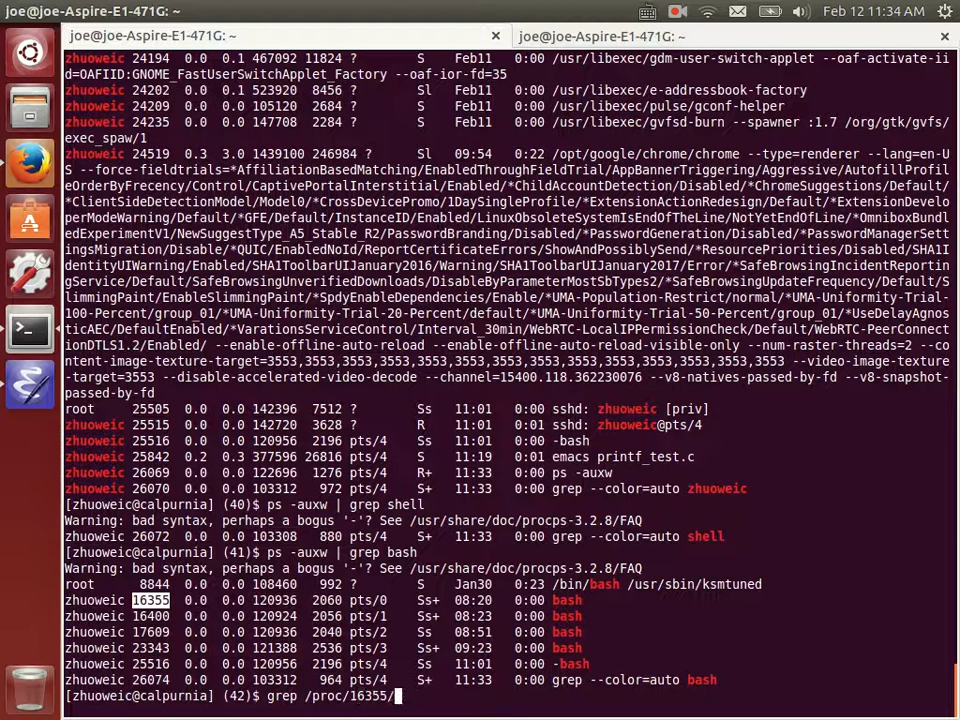 joe@joe-Aspire-E1-471G: ~
Feb 12 11:34 AM
joe@joe-Aspire-E1-471G: ~
joe@joe-Aspire-E1-471G: ~
zhuoweic 24194 0.0 0.1 467092 11824 ? S Feb11 0:00 /usr/libexec/gdm-user-switch-applet --oaf-activate-ii
d=OAFIID:GNOME_FastUserSwitchApplet_Factory --oaf-ior-fd=35
zhuoweic 24202 0.0 0.1 523920 8456 ? Sl Feb11 0:00 /usr/libexec/e-addressbook-factory
zhuoweic 24209 0.0 0.0 105120 2684 ? S Feb11 0:00 /usr/libexec/pulse/gconf-helper
zhuoweic 24235 0.0 0.0 147708 2284 ? S Feb11 0:00 /usr/libexec/gvfsd-burn --spawner :1.7 /org/gtk/gvfs/
exec_spaw/1
zhuoweic 24519 0.3 3.0 1439100 246984 ? Sl 09:54 0:22 /opt/google/chrome/chrome --type=renderer --lang=en-U
S --force-fieldtrials=*AffiliationBasedMatching/EnabledThroughFieldTrial/AppBannerTriggering/Aggressive/AutofillProfil
eOrderByFrecency/Control/CaptivePortalInterstitial/Enabled/*ChildAccountDetection/Disabled/*ChromeSuggestions/Default/
*ClientSideDetectionModel/Model0/*CrossDevicePromo/1DaySingleProfile/*ExtensionActionRedesign/Default/*ExtensionDevelo
perModeWarning/Default/*GFE/Default/InstanceID/Enabled/LinuxObsoleteSystemIsEndOfTheLine/NotYetEndOfLine/*OmniboxBundl
edExperimentV1/NewSuggestType_A5_Stable_R2/PasswordBranding/Disabled/*PasswordGeneration/Disabled/*PasswordManagerSett
ingsMigration/Disable/*QUIC/EnabledNoId/ReportCertificateErrors/ShowAndPossiblySend/*ResourcePriorities/Disabled/SHA1I
dentityUIWarning/Enabled/SHA1ToolbarUIJanuary2016/Warning/SHA1ToolbarUIJanuary2017/Error/*SafeBrowsingIncidentReportin
gService/Default/SafeBrowsingUnverifiedDownloads/DisableByParameterMostSbTypes2/*SafeBrowsingUpdateFrequency/Default/S
limmingPaint/EnableSlimmingPaint/*SpdyEnableDependencies/Enable/*UMA-Population-Restrict/normal/*UMA-Uniformity-Trial-
100-Percent/group_01/*UMA-Uniformity-Trial-20-Percent/default/*UMA-Uniformity-Trial-50-Percent/group_01/*UseDelayAgnos
ticAEC/DefaultEnabled/*VarationsServiceControl/Interval_30min/WebRTC-LocalIPPermissionCheck/Default/WebRTC-PeerConnect
ionDTLS1.2/Enabled/ --enable-offline-auto-reload --enable-offline-auto-reload-visible-only --num-raster-threads=2 --co
ntent-image-texture-target=3553,3553,3553,3553,3553,3553,3553,3553,3553,3553,3553,3553,3553 --video-image-texture
-target=3553 --disable-accelerated-video-decode --channel=15400.118.362230076 --v8-natives-passed-by-fd --v8-snapshot-
passed-by-fd
root 25505 0.0 0.0 142396 7512 ? Ss 11:01 0:00 sshd: zhuoweic [priv]
zhuoweic 25515 0.0 0.0 142720 3628 ? R 11:01 0:01 sshd: zhuoweic@pts/4
zhuoweic 25516 0.0 0.0 120956 2196 pts/4 Ss 11:01 0:00 -bash
zhuoweic 25842 0.2 0.3 377596 26816 pts/4 S 11:19 0:01 emacs printf_test.c
zhuoweic 26069 0.0 0.0 122696 1276 pts/4 R+ 11:33 0:00 ps -auxw
zhuoweic 26070 0.0 0.0 103312 972 pts/4 S+ 11:33 0:00 grep --color=auto zhuoweic
[zhuoweic@calpurnia] (40)$ ps -auxw | grep shell
Warning: bad syntax, perhaps a bogus '-'? See /usr/share/doc/procps-3.2.8/FAQ
zhuoweic 26072 0.0 0.0 103308 880 pts/4 S+ 11:33 0:00 grep --color=auto shell
[zhuoweic@calpurnia] (41)$ ps -auxw | grep bash
Warning: bad syntax, perhaps a bogus '-'? See /usr/share/doc/procps-3.2.8/FAQ
root 8844 0.0 0.0 108460 992 ? S Jan30 0:23 /bin/bash /usr/sbin/ksmtuned
zhuoweic 16355 0.0 0.0 120936 2060 pts/0 Ss+ 08:20 0:00 bash
zhuoweic 16400 0.0 0.0 120924 2056 pts/1 Ss+ 08:23 0:00 bash
zhuoweic 17609 0.0 0.0 120936 2040 pts/2 Ss 08:51 0:00 bash
zhuoweic 23343 0.0 0.0 121388 2536 pts/3 Ss+ 09:23 0:00 bash
zhuoweic 25516 0.0 0.0 120956 2196 pts/4 Ss 11:01 0:00 -bash
zhuoweic 26074 0.0 0.0 103312 964 pts/4 S+ 11:33 0:00 grep --color=auto bash
[zhuoweic@calpurnia] (42)$ grep /proc/16355/